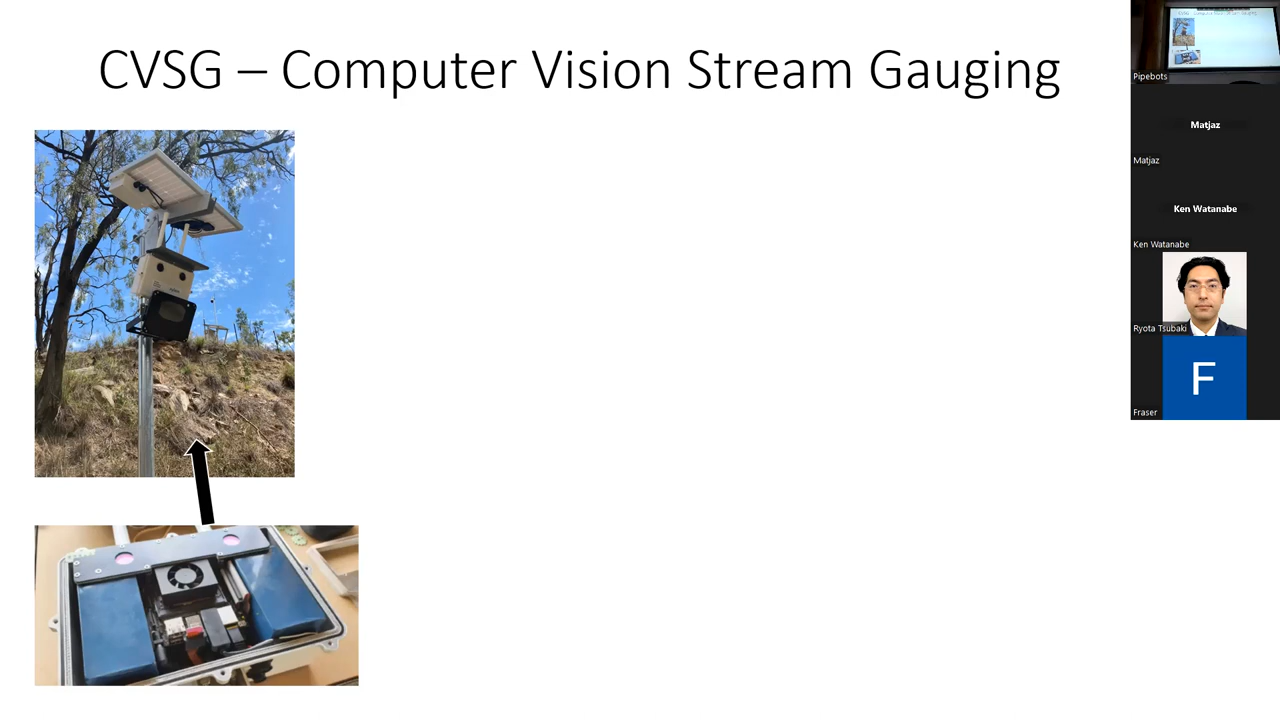 CVSG – Computer Vision Stream Gauging
Pipebots
Matjaz
Matjaz
Ken Watanabe
Ken Watanabe
Ryota Tsubaki
F
Fraser